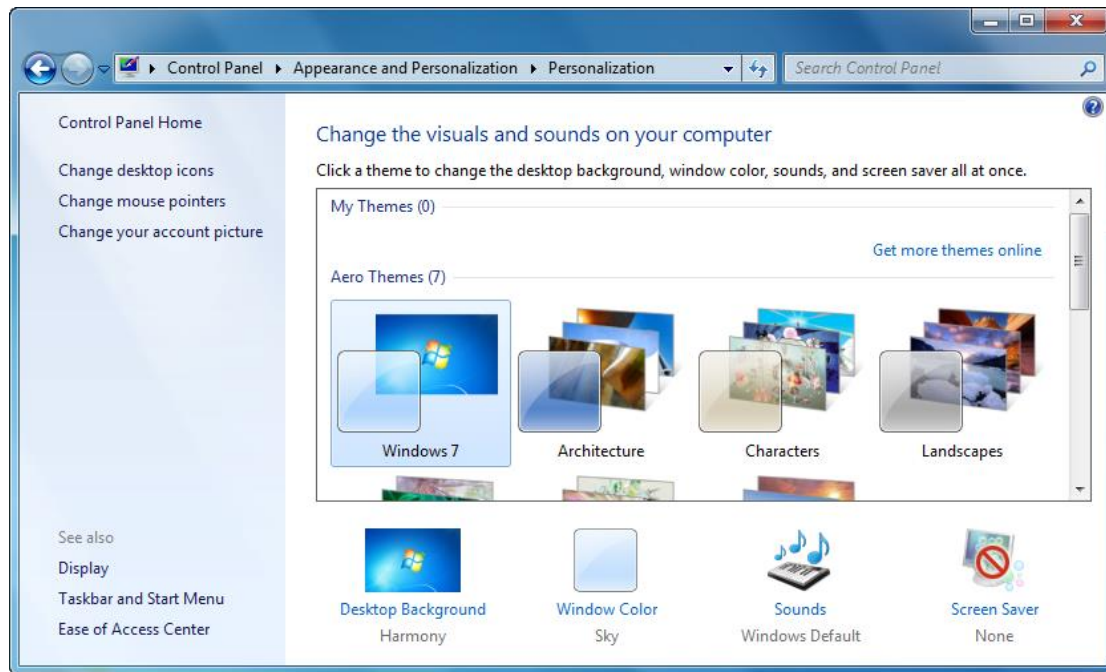 Control Panel ▸ Appearance and Personalization ▸ Personalization
Search Control Panel
Control Panel Home
Change desktop icons
Change mouse pointers
Change your account picture
See also
Display
Taskbar and Start Menu
Ease of Access Center
Change the visuals and sounds on your computer
Click a theme to change the desktop background, window color, sounds, and screen saver all at once.
My Themes (0)
Get more themes online
Aero Themes (7)
Windows 7
Architecture
Characters
Landscapes
Desktop Background
Harmony
Window Color
Sky
Sounds
Windows Default
Screen Saver
None